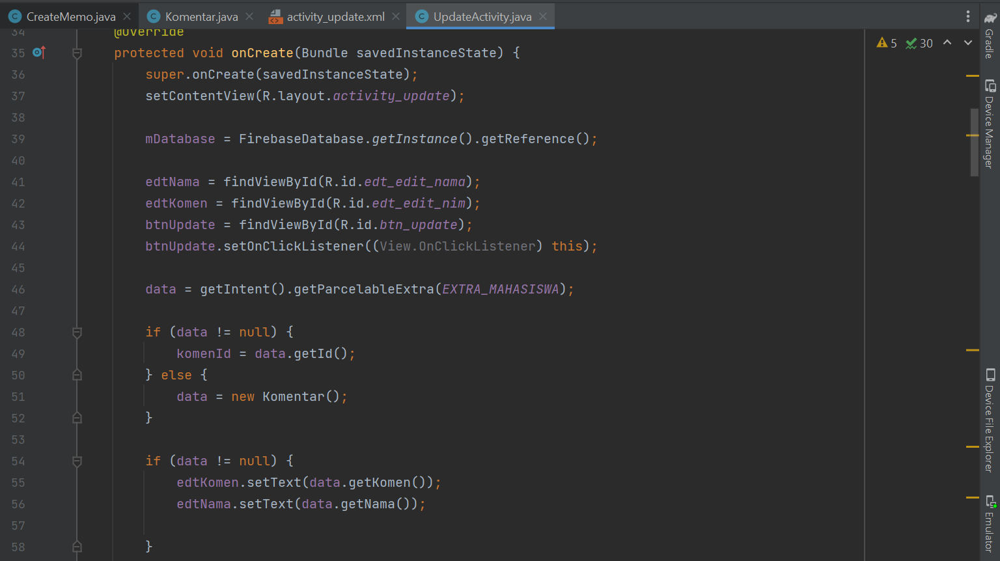 CreateMemo.java
Komentar.java
activity_update.xml
UpdateActivity.java
34 @Override
5 30
35 protected void onCreate(Bundle savedInstanceState) {
36 super.onCreate(savedInstanceState);
37 setContentView(R.layout.activity_update);
38
39 mDatabase = FirebaseDatabase.getInstance().getReference();
40
41 edtNama = findViewById(R.id.edt_edit_nama);
42 edtKomen = findViewById(R.id.edt_edit_nim);
43 btnUpdate = findViewById(R.id.btn_update);
44 btnUpdate.setOnClickListener((View.OnClickListener) this);
45
46 data = getIntent().getParcelableExtra(EXTRA_MAHASISWA);
47
48 if (data != null) {
49 komenId = data.getId();
50 } else {
51 data = new Komentar();
52 }
53
54 if (data != null) {
55 edtKomen.setText(data.getKomen());
56 edtNama.setText(data.getNama());
57
58 }
Gradle
Device Manager
Device File Explorer
Emulator